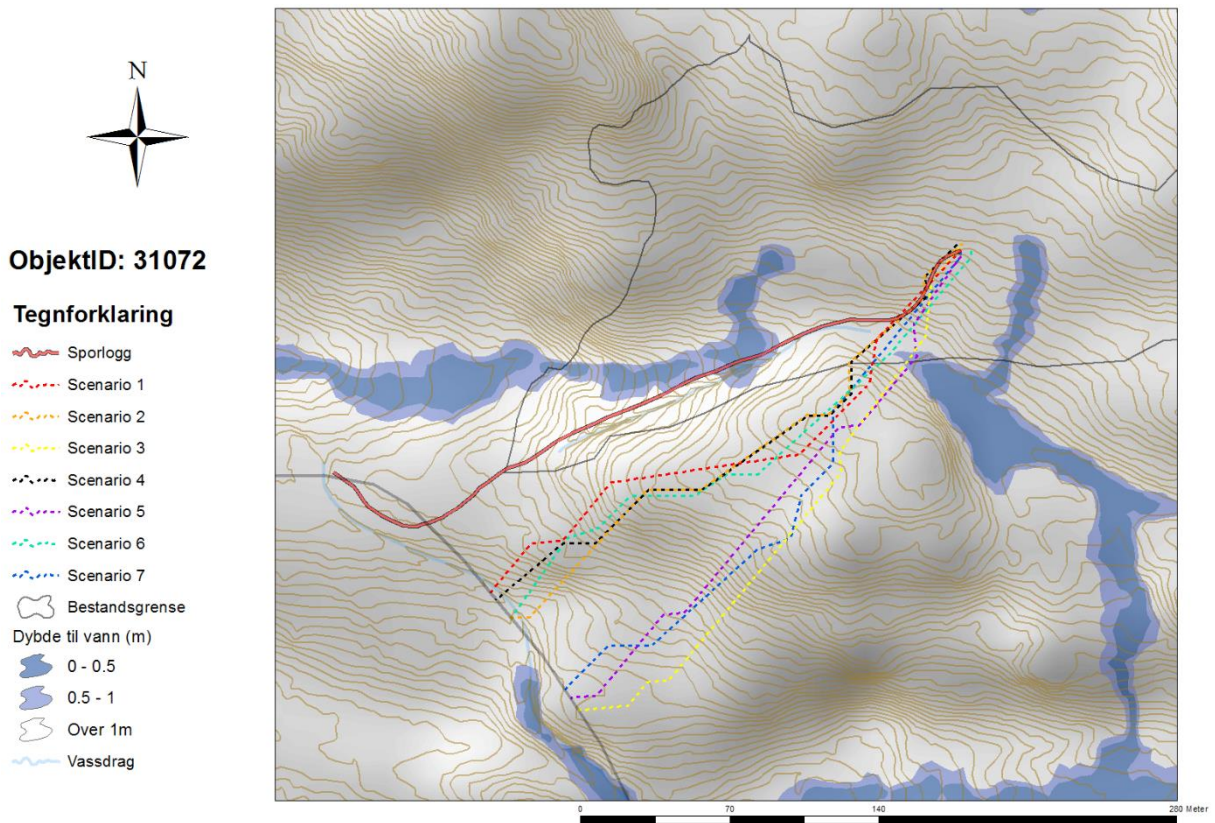 N
ObjektID: 31072
Tegnforklaring
Sporlogg
Scenario 1
Scenario 2
Scenario 3
Scenario 4
Scenario 5
Scenario 6
Scenario 7
Bestandsgrense
Dybde til vann (m)
0 - 0.5
0.5 - 1
Over 1m
Vassdrag
0 70 140 280 Meter